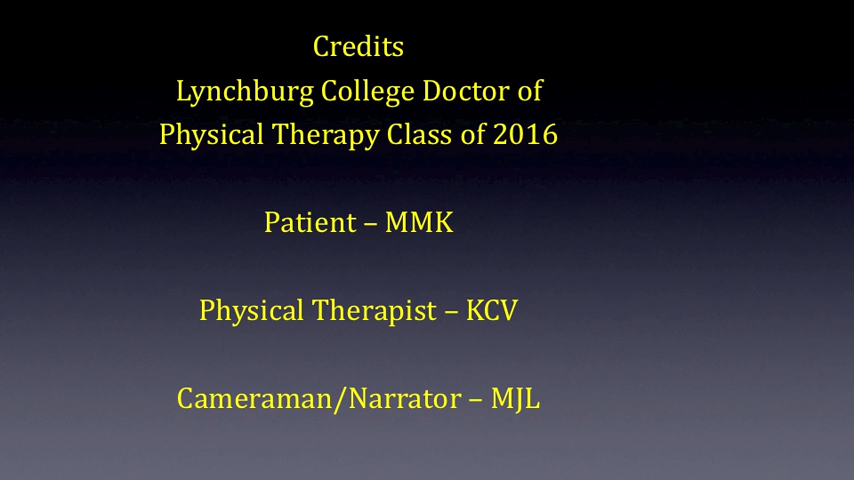 Credits
Lynchburg College Doctor of
Physical Therapy Class of 2016
Patient – MMK
Physical Therapist – KCV
Cameraman/Narrator – MJL